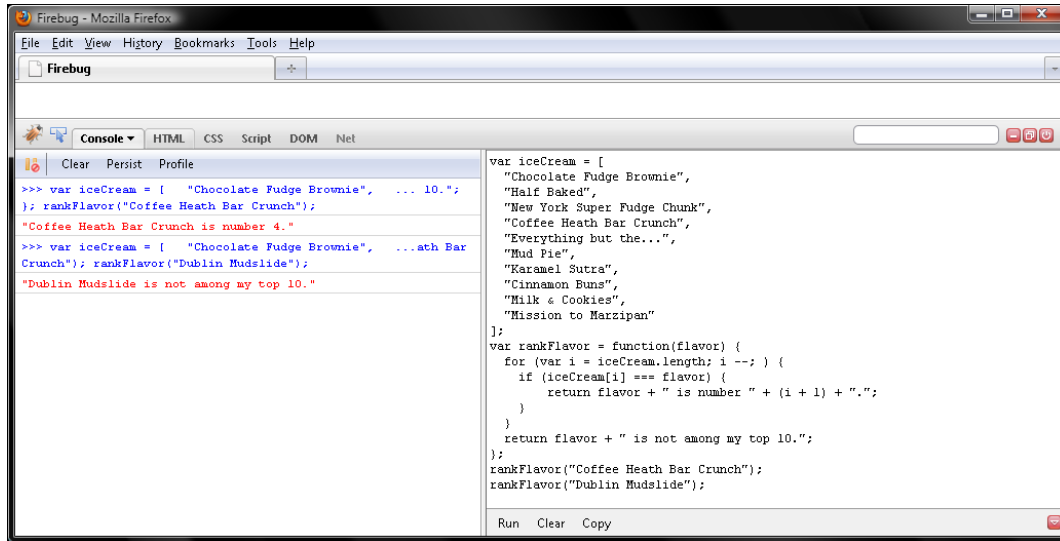 Firebug - Mozilla Firefox
File Edit View History Bookmarks Tools Help
Firebug
Console HTML CSS Script DOM Net
Clear Persist Profile
>>> var iceCream = [   "Chocolate Fudge Brownie",   ... 10.";
}; rankFlavor("Coffee Heath Bar Crunch");
"Coffee Heath Bar Crunch is number 4."
>>> var iceCream = [   "Chocolate Fudge Brownie",   ...ath Bar
Crunch"); rankFlavor("Dublin Mudslide");
"Dublin Mudslide is not among my top 10."
var iceCream = [
  "Chocolate Fudge Brownie",
  "Half Baked",
  "New York Super Fudge Chunk",
  "Coffee Heath Bar Crunch",
  "Everything but the...",
  "Mud Pie",
  "Karamel Sutra",
  "Cinnamon Buns",
  "Milk & Cookies",
  "Mission to Marzipan"
];
var rankFlavor = function(flavor) {
  for (var i = iceCream.length; i --; ) {
    if (iceCream[i] === flavor) {
        return flavor + " is number " + (i + 1) + ".";
    }
  }
  return flavor + " is not among my top 10.";
};
rankFlavor("Coffee Heath Bar Crunch");
rankFlavor("Dublin Mudslide");
Run Clear Copy